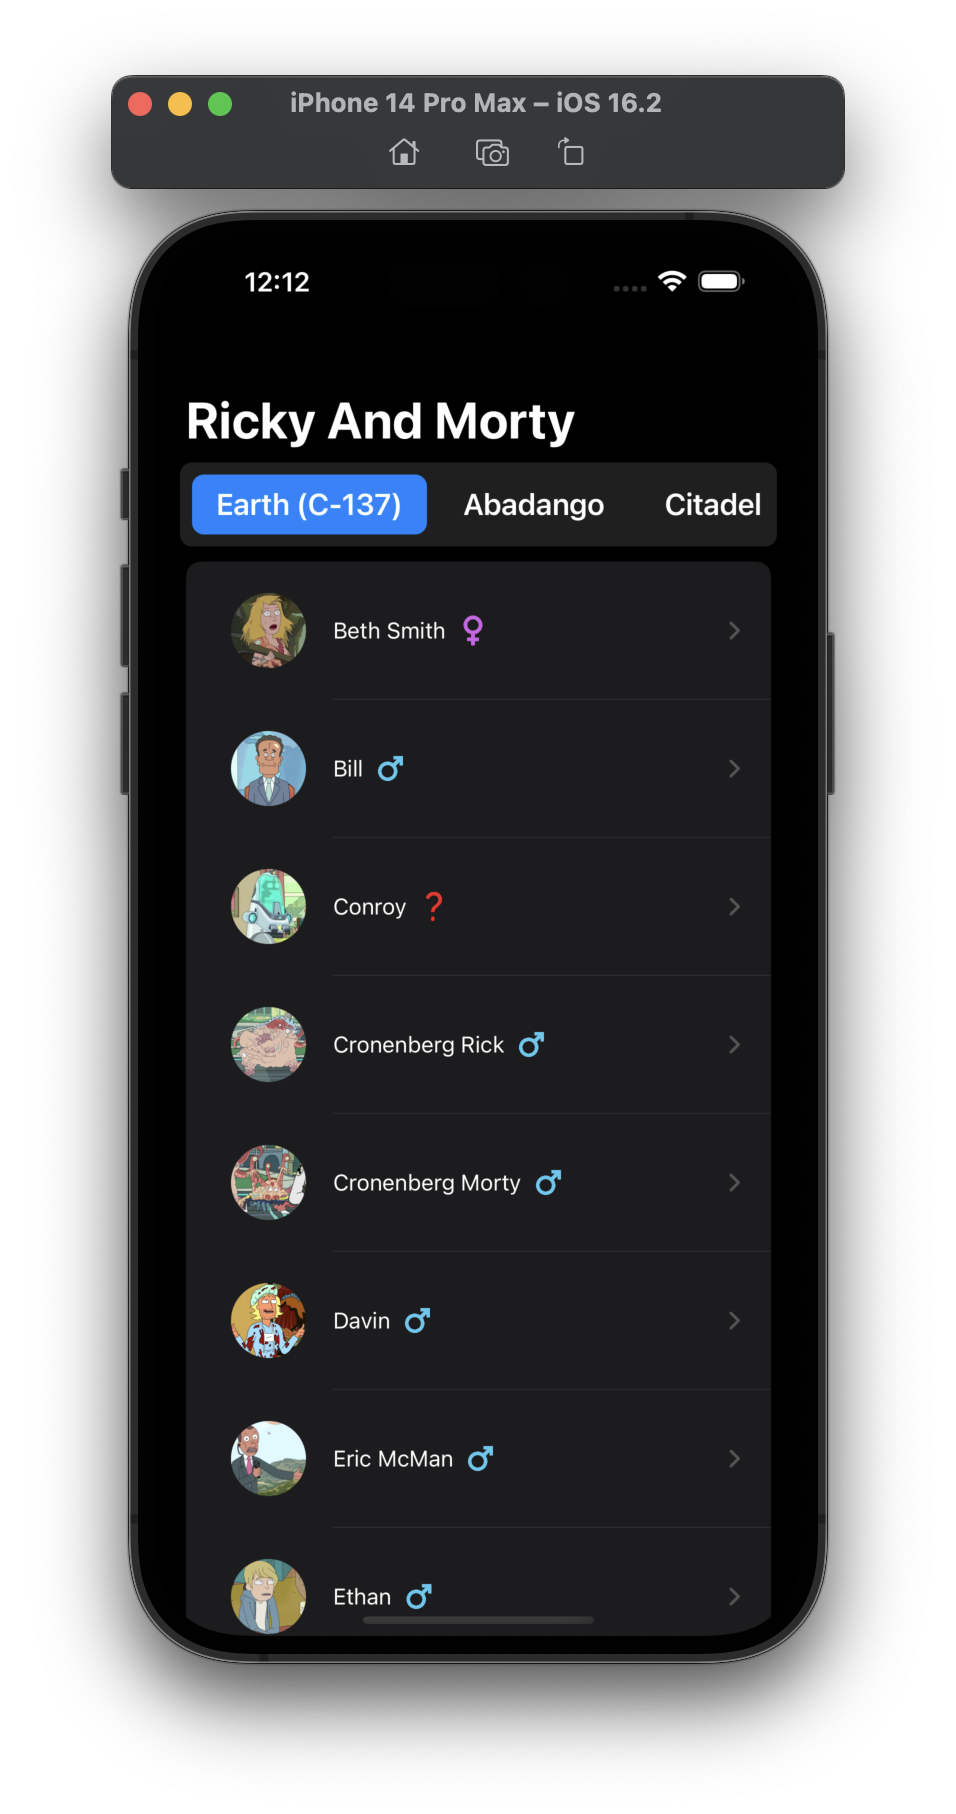 iPhone 14 Pro Max – iOS 16.2
12:12
Ricky And Morty
Earth (C-137) Abadango Citadel
Beth Smith ♀
Bill ♂
Conroy ?
Cronenberg Rick ♂
Cronenberg Morty ♂
Davin ♂
Eric McMan ♂
Ethan ♂